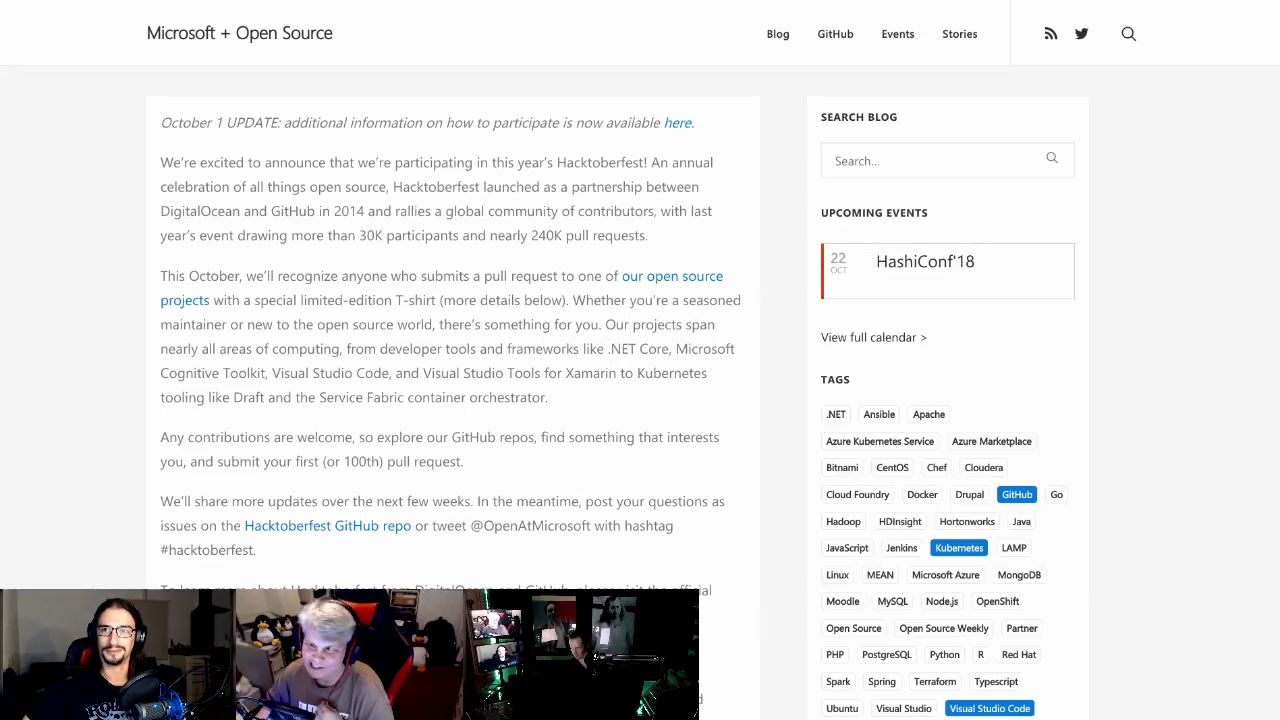 Microsoft + Open Source
Blog
GitHub
Events
Stories
October 1 UPDATE: additional information on how to participate is now available here.
We're excited to announce that we're participating in this year's Hacktoberfest! An annual
celebration of all things open source, Hacktoberfest launched as a partnership between
DigitalOcean and GitHub in 2014 and rallies a global community of contributors, with last
year's event drawing more than 30K participants and nearly 240K pull requests.
This October, we'll recognize anyone who submits a pull request to one of our open source
projects with a special limited-edition T-shirt (more details below). Whether you're a seasoned
maintainer or new to the open source world, there's something for you. Our projects span
nearly all areas of computing, from developer tools and frameworks like .NET Core, Microsoft
Cognitive Toolkit, Visual Studio Code, and Visual Studio Tools for Xamarin to Kubernetes
tooling like Draft and the Service Fabric container orchestrator.
Any contributions are welcome, so explore our GitHub repos, find something that interests
you, and submit your first (or 100th) pull request.
We'll share more updates over the next few weeks. In the meantime, post your questions as
issues on the Hacktoberfest GitHub repo or tweet @OpenAtMicrosoft with hashtag
#hacktoberfest.
SEARCH BLOG
Search...
UPCOMING EVENTS
22 HashiConf'18
OCT
View full calendar >
TAGS
.NET Ansible Apache
Azure Kubernetes Service Azure Marketplace
Bitnami CentOS Chef Cloudera
Cloud Foundry Docker Drupal GitHub Go
Hadoop HDInsight Hortonworks Java
JavaScript Jenkins Kubernetes LAMP
Linux MEAN Microsoft Azure MongoDB
Moodle MySQL Node.js OpenShift
Open Source Open Source Weekly Partner
PHP PostgreSQL Python R Red Hat
Spark Spring Terraform Typescript
Ubuntu Visual Studio Visual Studio Code